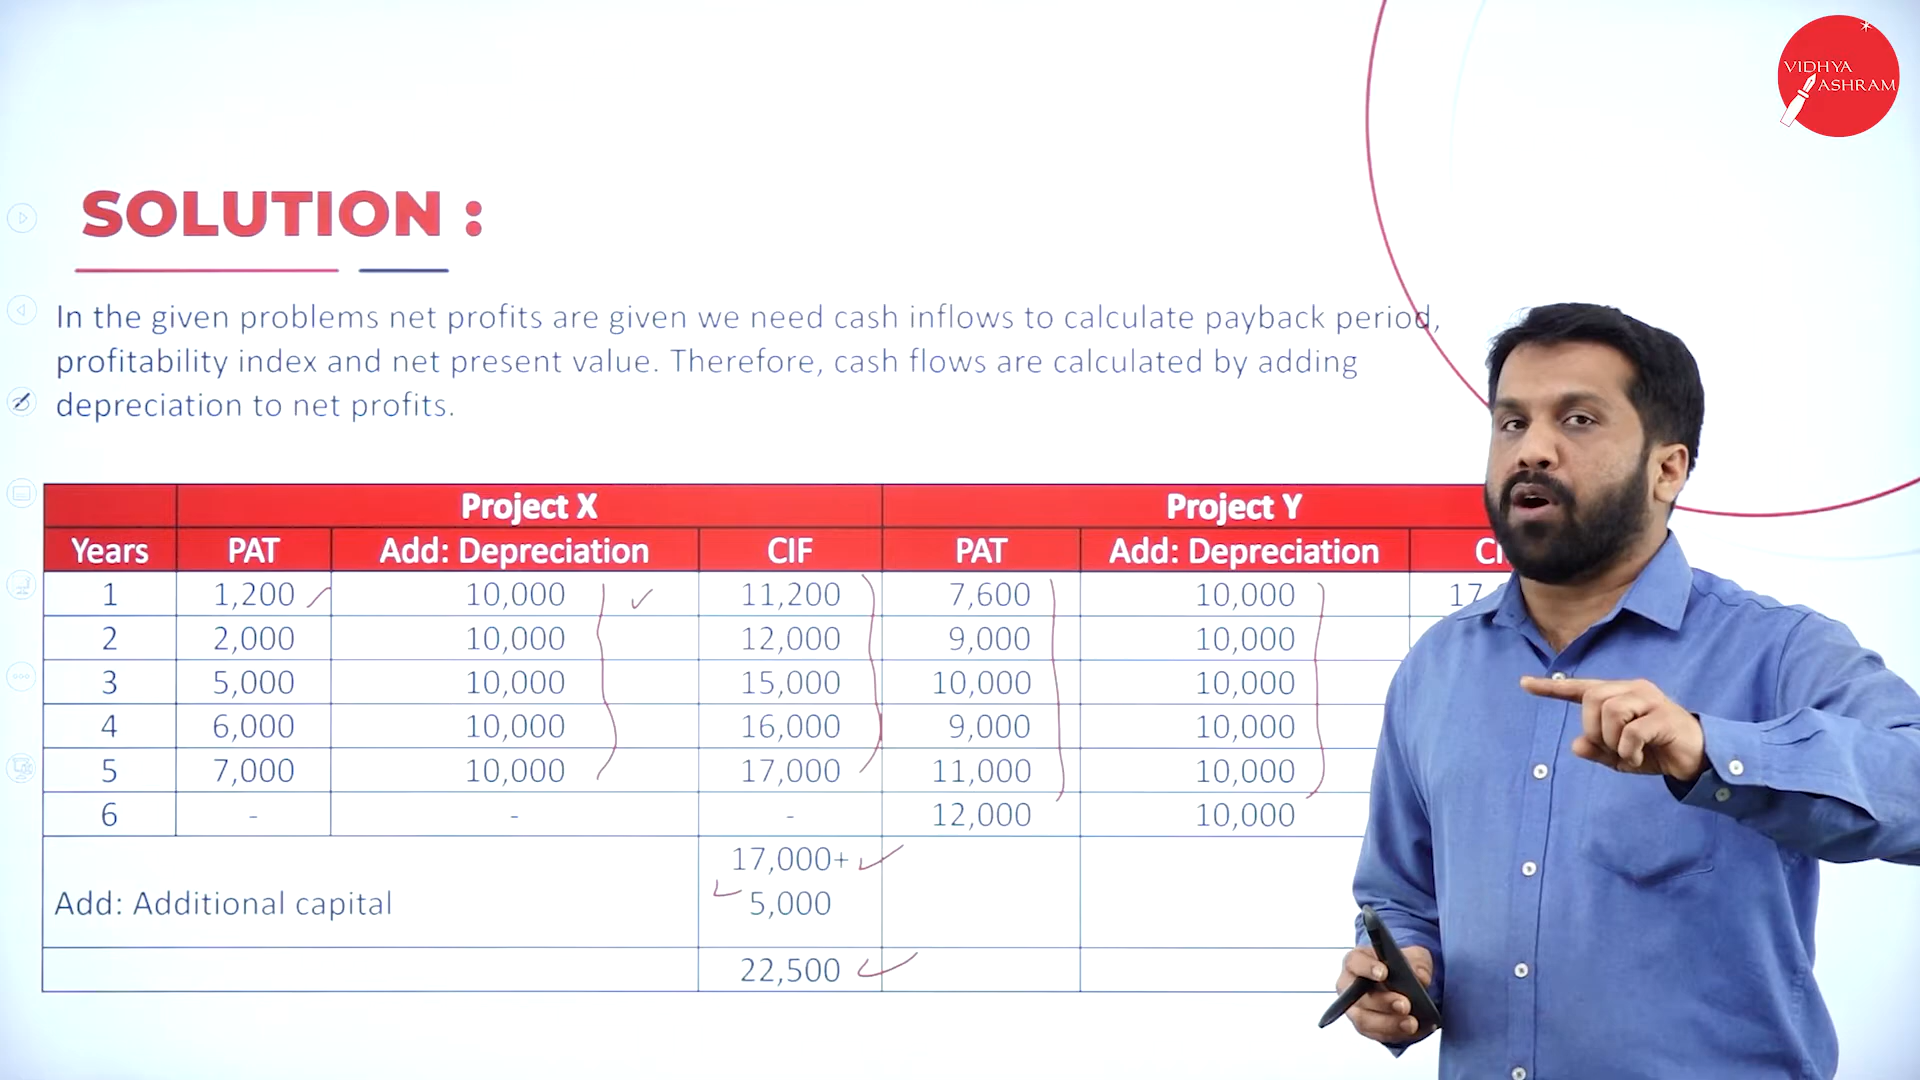 VIDHYA
ASHRAM
SOLUTION :
In the given problems net profits are given we need cash inflows to calculate payback period,
profitability index and net present value. Therefore, cash flows are calculated by adding
depreciation to net profits.
Project X Project Y
Years PAT Add: Depreciation CIF PAT Add: Depreciation
1 1,200 10,000 11,200 7,600 10,000 17
2 2,000 10,000 12,000 9,000 10,000
3 5,000 10,000 15,000 10,000 10,000
4 6,000 10,000 16,000 9,000 10,000
5 7,000 10,000 17,000 11,000 10,000
6 - - - 12,000 10,000
17,000+
Add: Additional capital 5,000
22,500